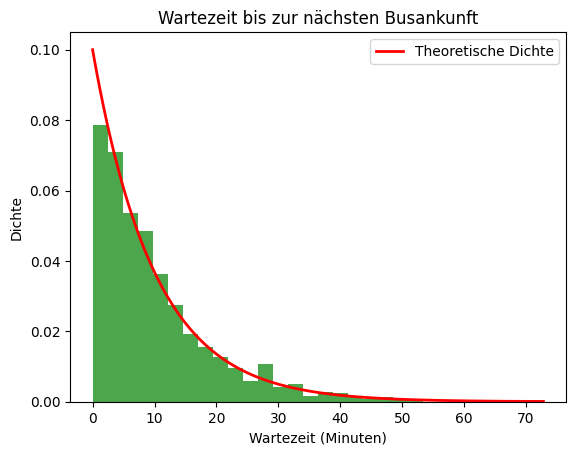 Wartezeit bis zur nächsten Busankunft
Theoretische Dichte
Dichte
0.10
0.08
0.06
0.04
0.02
0.00
0 10 20 30 40 50 60 70
Wartezeit (Minuten)